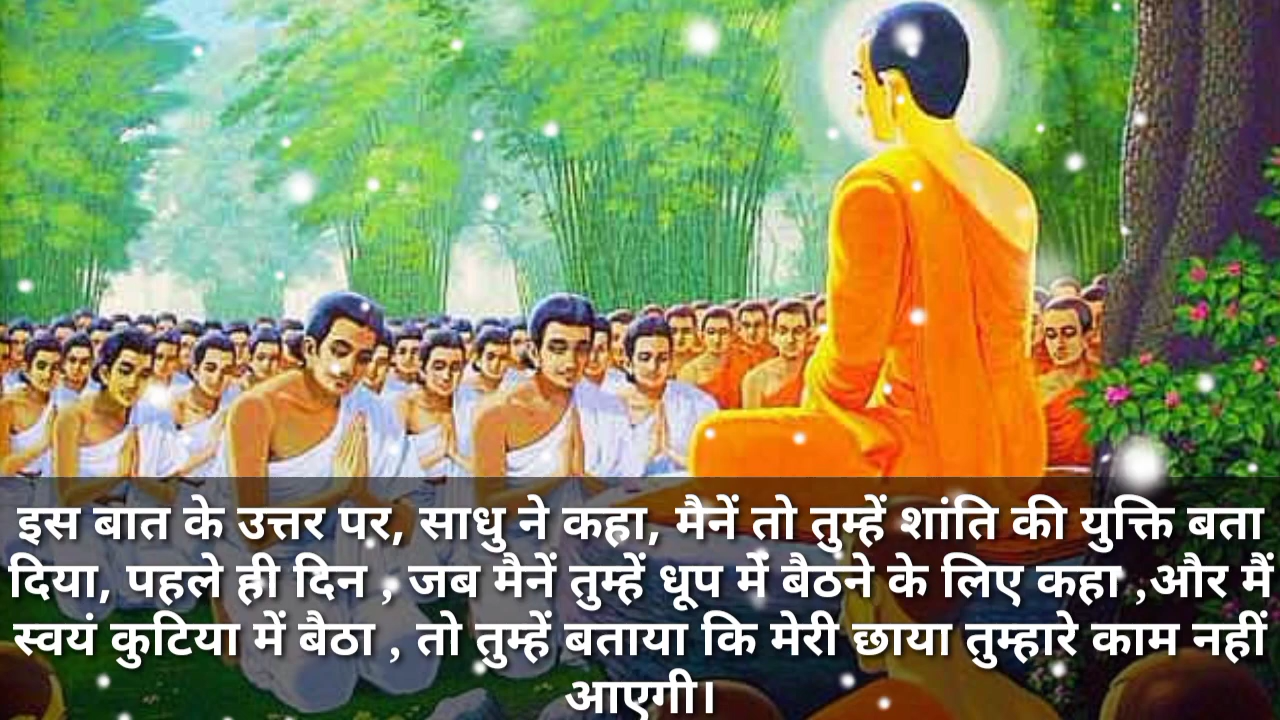 इस बात के उत्तर पर, साधु ने कहा, मैनें तो तुम्हें शांति की युक्ति बता
दिया, पहले ही दिन , जब मैनें तुम्हें धूप में बैठने के लिए कहा ,और मैं
स्वयं कुटिया में बैठा , तो तुम्हें बताया कि मेरी छाया तुम्हारे काम नहीं
आएगी।